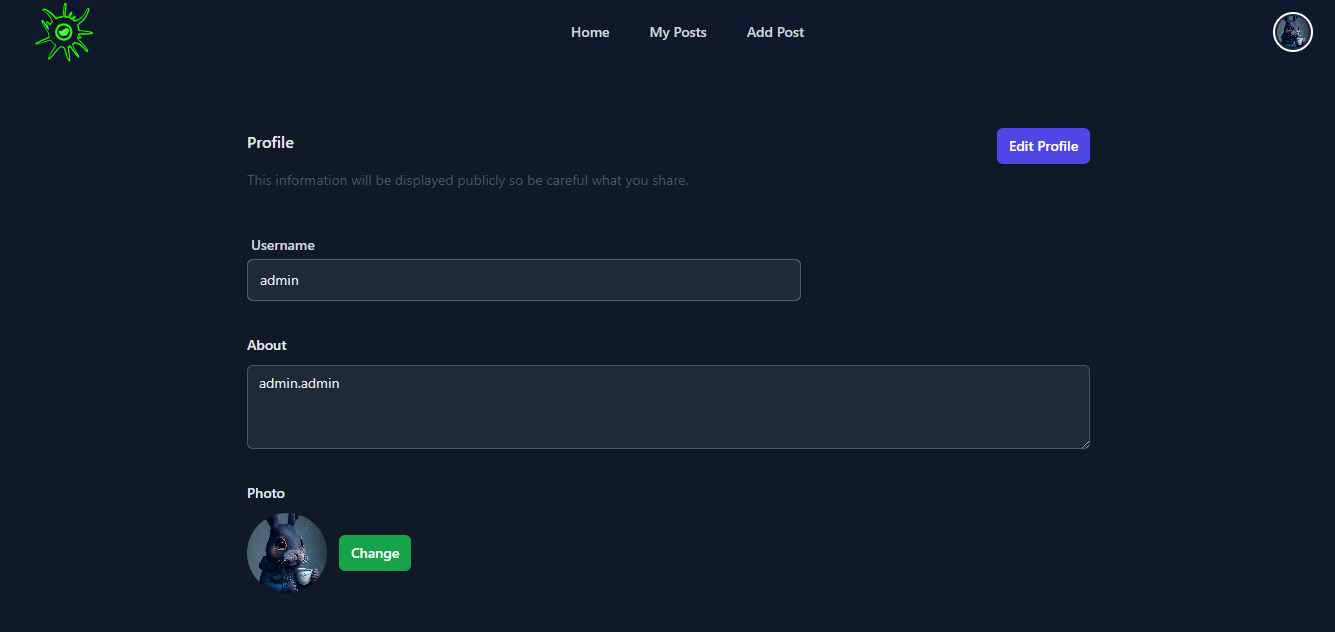 Home
My Posts
Add Post
Profile
Edit Profile
This information will be displayed publicly so be careful what you share.
Username
admin
About
admin.admin
Photo
Change